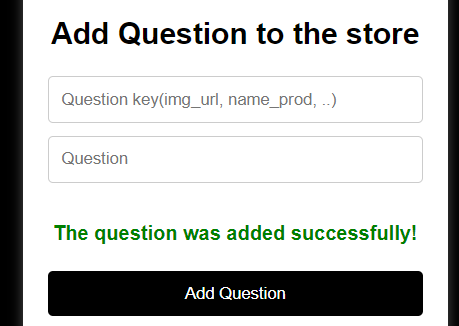 Add Question to the store
Question key(img_url, name_prod, ..)
Question
The question was added successfully!
Add Question